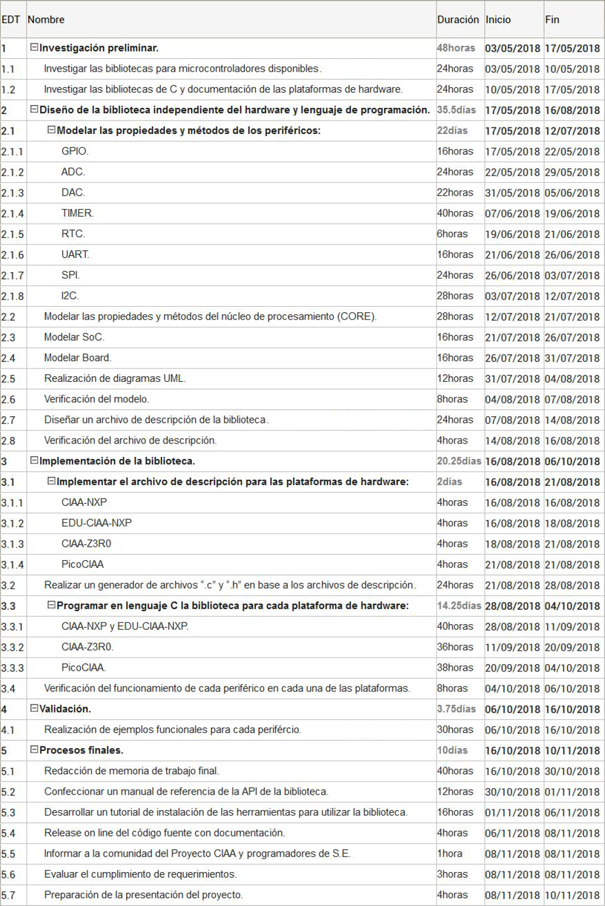 EDT Nombre Duración Inicio Fin
1 Investigación preliminar. 48horas 03/05/2018 17/05/2018
1.1 Investigar las bibliotecas para microcontroladores disponibles. 24horas 03/05/2018 10/05/2018
1.2 Investigar las bibliotecas de C y documentación de las plataformas de hardware. 24horas 10/05/2018 17/05/2018
2 Diseño de la biblioteca independiente del hardware y lenguaje de programación. 35.5días 17/05/2018 16/08/2018
2.1 Modelar las propiedades y métodos de los periféricos: 22días 17/05/2018 12/07/2018
2.1.1 GPIO. 16horas 17/05/2018 22/05/2018
2.1.2 ADC. 24horas 22/05/2018 29/05/2018
2.1.3 DAC. 22horas 31/05/2018 05/06/2018
2.1.4 TIMER. 40horas 07/06/2018 19/06/2018
2.1.5 RTC. 6horas 19/06/2018 21/06/2018
2.1.6 UART. 16horas 21/06/2018 26/06/2018
2.1.7 SPI. 24horas 26/06/2018 03/07/2018
2.1.8 I2C. 28horas 03/07/2018 12/07/2018
2.2 Modelar las propiedades y métodos del núcleo de procesamiento (CORE). 28horas 12/07/2018 21/07/2018
2.3 Modelar SoC. 16horas 21/07/2018 26/07/2018
2.4 Modelar Board. 16horas 26/07/2018 31/07/2018
2.5 Realización de diagramas UML. 12horas 31/07/2018 04/08/2018
2.6 Verificación del modelo. 8horas 04/08/2018 07/08/2018
2.7 Diseñar un archivo de descripción de la biblioteca. 24horas 07/08/2018 14/08/2018
2.8 Verificación del archivo de descripción. 4horas 14/08/2018 16/08/2018
3 Implementación de la biblioteca. 20.25días 16/08/2018 06/10/2018
3.1 Implementar el archivo de descripción para las plataformas de hardware: 2días 16/08/2018 21/08/2018
3.1.1 CIAA-NXP 4horas 16/08/2018 16/08/2018
3.1.2 EDU-CIAA-NXP 4horas 16/08/2018 18/08/2018
3.1.3 CIAA-Z3R0 4horas 18/08/2018 21/08/2018
3.1.4 PicoCIAA 4horas 21/08/2018 21/08/2018
3.2 Realizar un generador de archivos “.c” y “.h” en base a los archivos de descripción. 24horas 21/08/2018 28/08/2018
3.3 Programar en lenguaje C la biblioteca para cada plataforma de hardware: 14.25días 28/08/2018 04/10/2018
3.3.1 CIAA-NXP y EDU-CIAA-NXP. 40horas 28/08/2018 11/09/2018
3.3.2 CIAA-Z3R0. 36horas 11/09/2018 20/09/2018
3.3.3 PicoCIAA. 38horas 20/09/2018 04/10/2018
3.4 Verificación del funcionamiento de cada periférico en cada una de las plataformas. 8horas 04/10/2018 06/10/2018
4 Validación. 3.75días 06/10/2018 16/10/2018
4.1 Realización de ejemplos funcionales para cada perifércio. 30horas 06/10/2018 16/10/2018
5 Procesos finales. 10días 16/10/2018 10/11/2018
5.1 Redacción de memoria de trabajo final. 40horas 16/10/2018 30/10/2018
5.2 Confeccionar un manual de referencia de la API de la biblioteca. 12horas 30/10/2018 01/11/2018
5.3 Desarrollar un tutorial de instalación de las herramientas para utilizar la biblioteca. 16horas 01/11/2018 06/11/2018
5.4 Release on line del código fuente con documentación. 4horas 06/11/2018 08/11/2018
5.5 Informar a la comunidad del Proyecto CIAA y programadores de S.E. 1hora 08/11/2018 08/11/2018
5.6 Evaluar el cumplimiento de requerimientos. 3horas 08/11/2018 08/11/2018
5.7 Preparación de la presentación del proyecto. 4horas 08/11/2018 10/11/2018